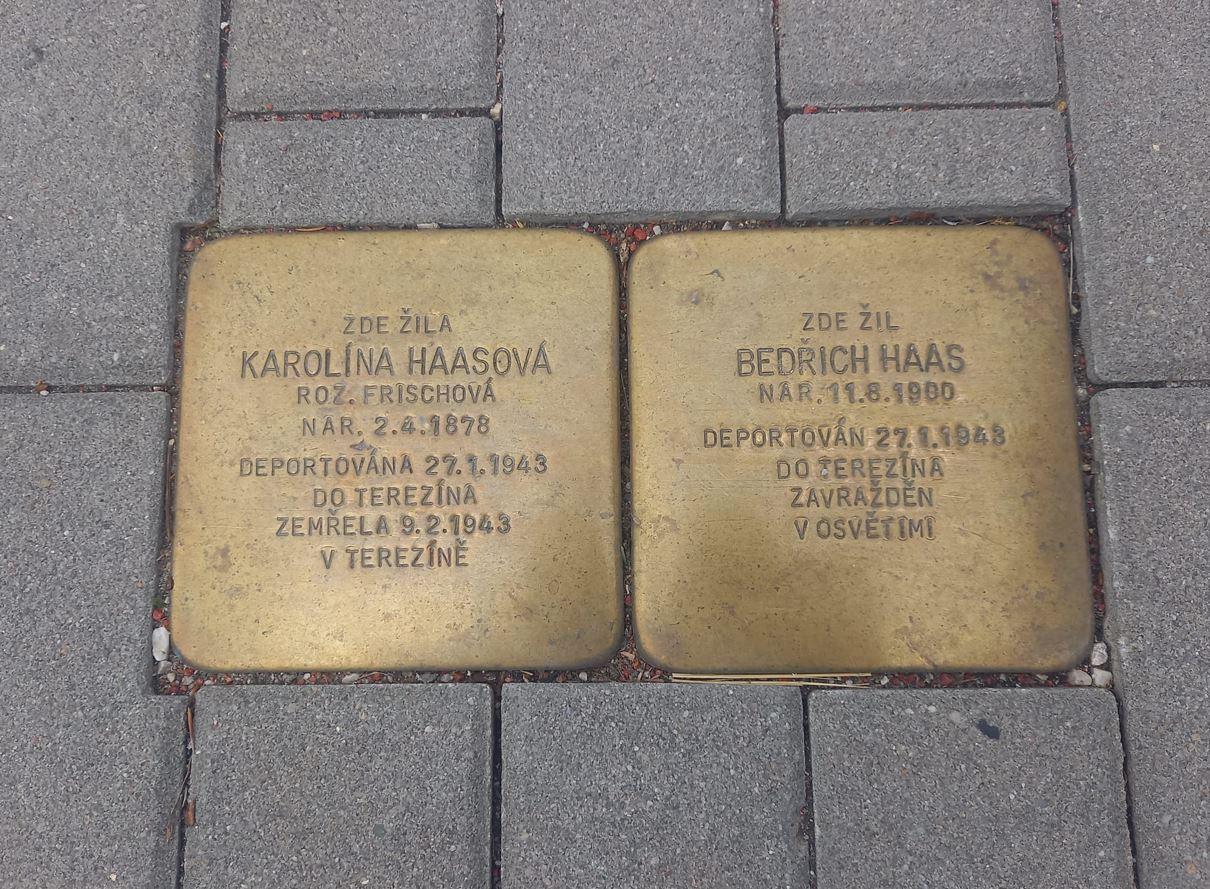 ZDE ŽILA
KAROLÍNA HAASOVÁ
ROZ. FRISCHOVÁ
NAR. 2.4.1878
DEPORTOVÁNA 27.1.1943
DO TEREZÍNA
ZEMŘELA 9.2.1943
V TEREZÍNĚ
ZDE ŽIL
BEDŘICH HAAS
NAR. 11.8.1900
DEPORTOVÁN 27.1.1943
DO TEREZÍNA
ZAVRAŽDĚN
V OSVĚTIMI